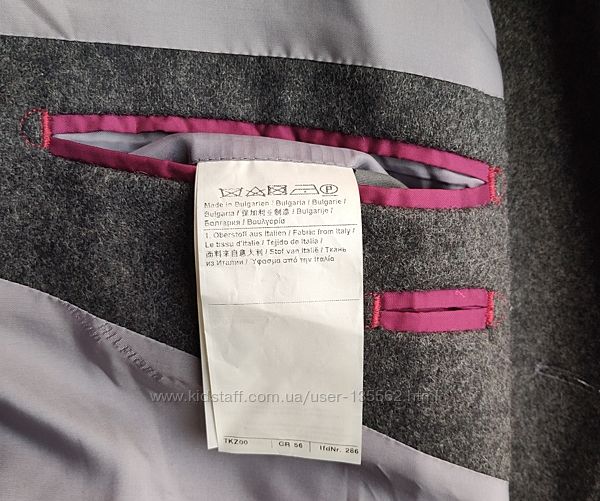 Made in Bulgarien / Bulgaria / Bulgarie /
Bulgaria / 保加利亚制造 / Bulgarije /
Болгария / Βουλγαρία
1. Oberstoff aus Italien / Fabric from Italy /
Le tissu d'Italie / Tejido de Italia /
面料来自意大利 / Stof van Italië / Ткань
из Италии / Ύφασμα από την Ιταλία
www.kidstaff.com.ua/user-135562.html
TKZ00 GR 56 lfdNr. 286